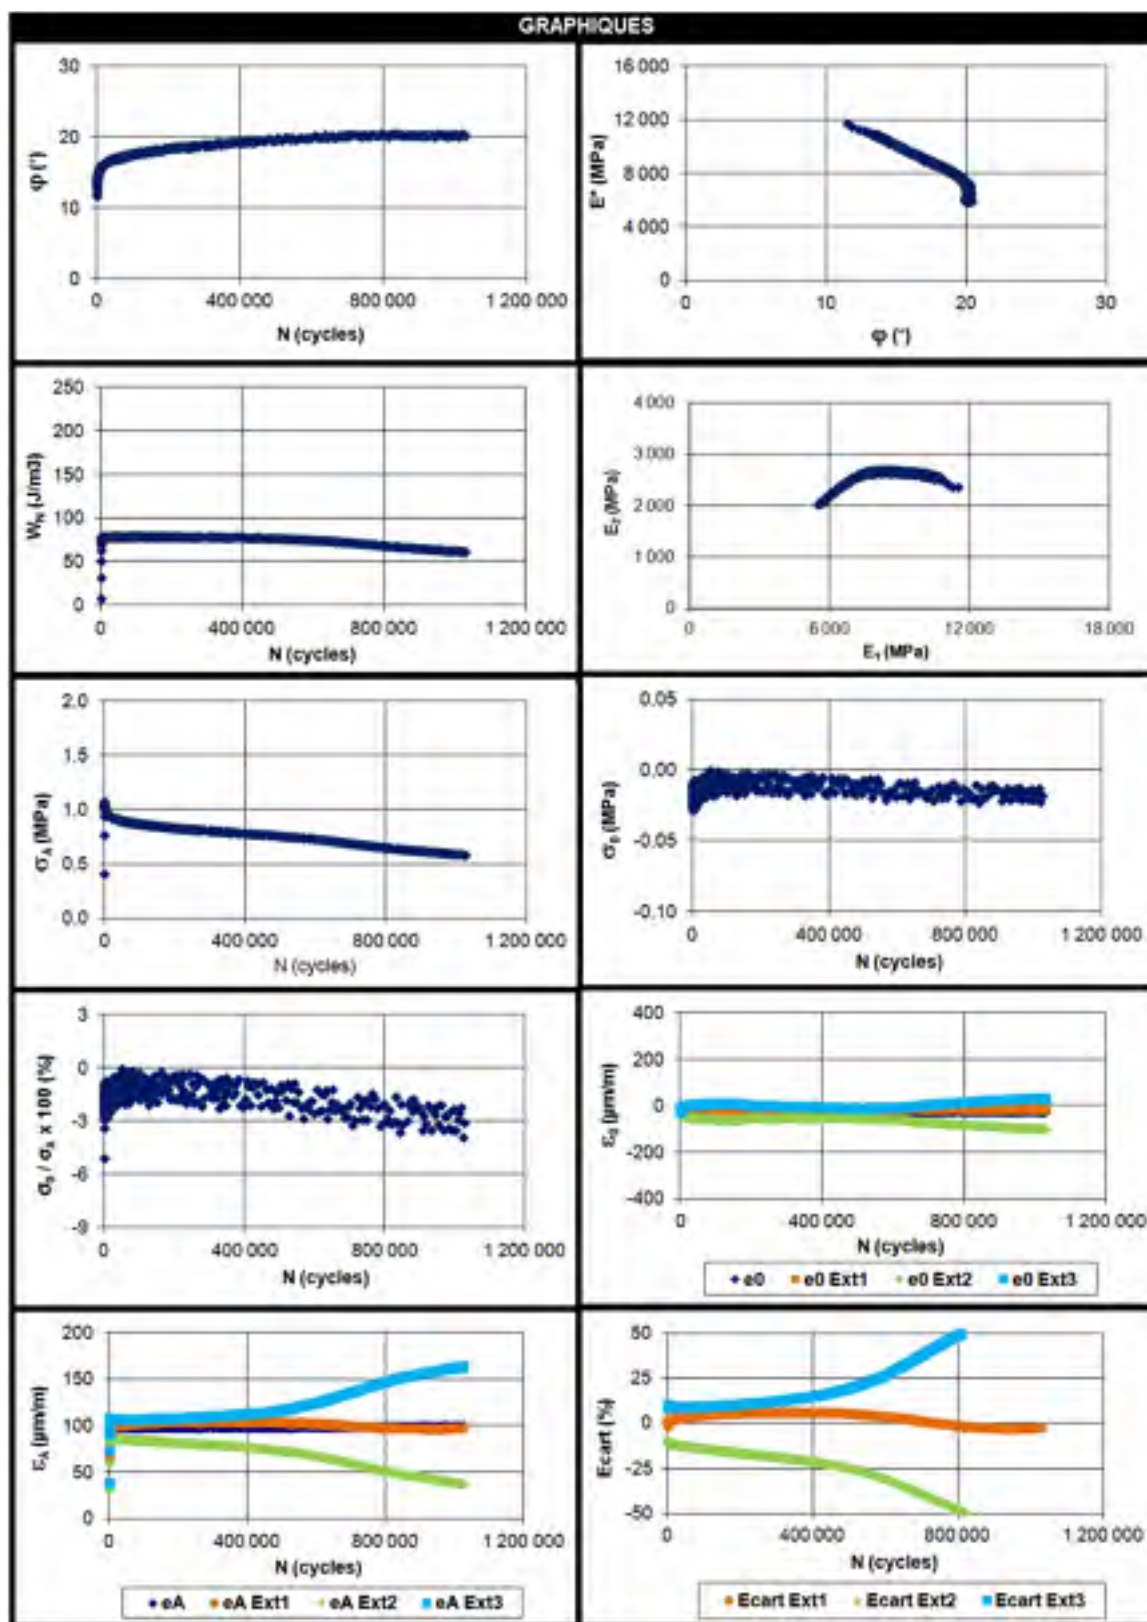 GRAPHIQUES
30
20
10
0
φ (°)
0 400 000 800 000 1 200 000
N (cycles)
16 000
12 000
8 000
4 000
0
E* (MPa)
0 10 20 30
φ (°)
250
200
150
100
50
0
W_N (J/m3)
0 400 000 800 000 1 200 000
N (cycles)
4 000
3 000
2 000
1 000
0
E₂ (MPa)
0 6 000 12 000 18 000
E₁ (MPa)
2.0
1.5
1.0
0.5
0.0
σ_A (MPa)
0 400 000 800 000 1 200 000
N (cycles)
0.05
0.00
-0.05
-0.10
σ₀ (MPa)
0 400 000 800 000 1 200 000
N (cycles)
3
0
-3
-6
-9
σ₀ / σ_A x 100 (%)
0 400 000 800 000 1 200 000
N (cycles)
400
200
0
-200
-400
ε₀ (µm/m)
0 400 000 800 000 1 200 000
N (cycles)
e0 e0 Ext1 e0 Ext2 e0 Ext3
200
150
100
50
0
ε_A (µm/m)
0 400 000 800 000 1 200 000
N (cycles)
eA eA Ext1 eA Ext2 eA Ext3
50
25
0
-25
-50
Ecart (%)
0 400 000 800 000 1 200 000
N (cycles)
Ecart Ext1 Ecart Ext2 Ecart Ext3